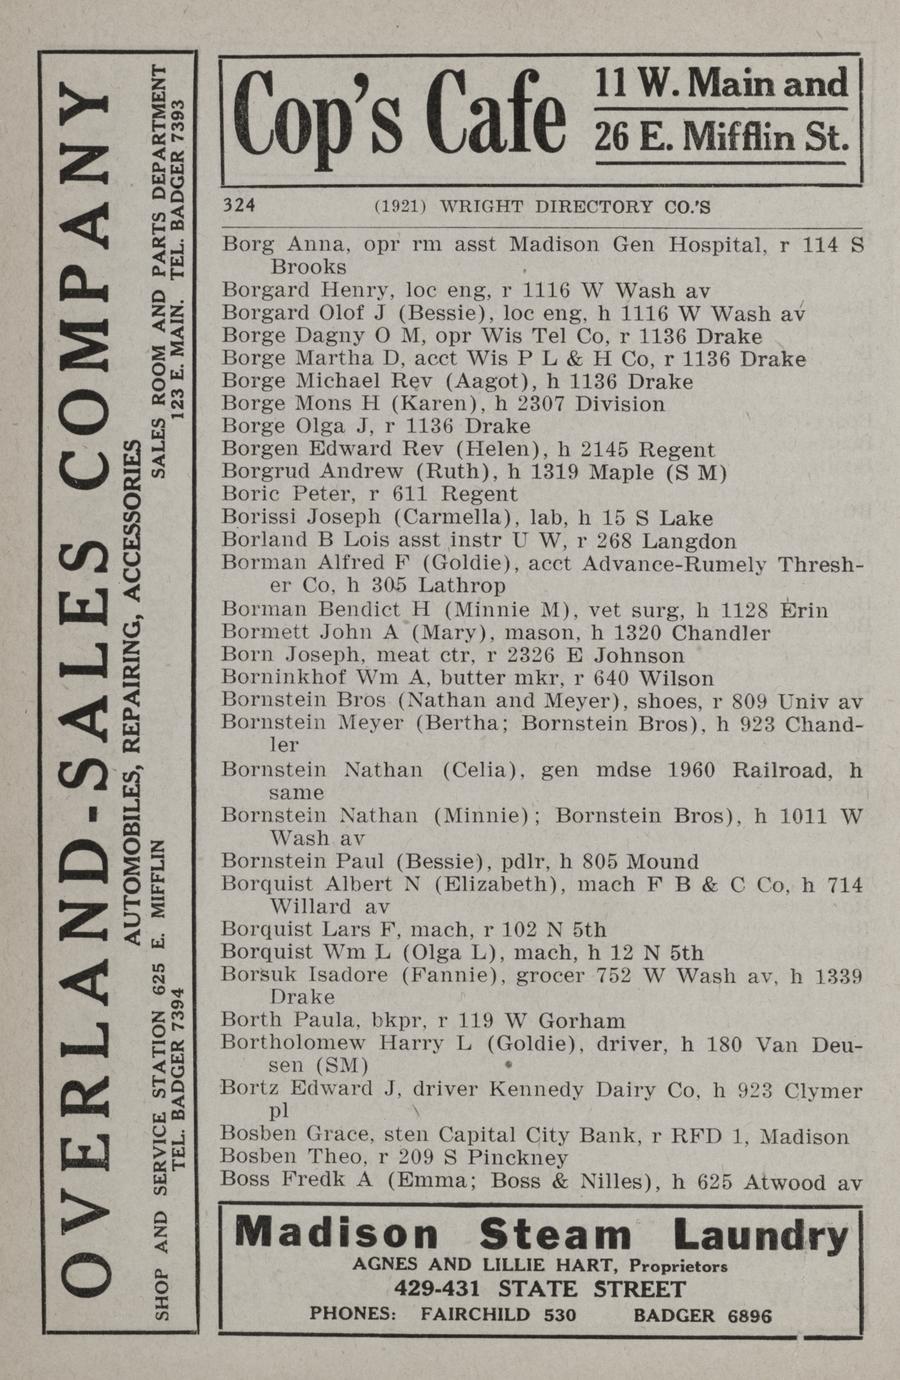 OVERLAND-SALES COMPANY
AUTOMOBILES, REPAIRING, ACCESSORIES
SHOP AND SERVICE STATION 625 E. MIFFLIN
TEL. BADGER 7394
SALES ROOM AND PARTS DEPARTMENT
123 E. MAIN. TEL. BADGER 7393
Cop's Cafe
11 W. Main and
26 E. Mifflin St.
324 (1921) WRIGHT DIRECTORY CO.'S
Borg Anna, opr rm asst Madison Gen Hospital, r 114 S
Brooks
Borgard Henry, loc eng, r 1116 W Wash av
Borgard Olof J (Bessie), loc eng, h 1116 W Wash av
Borge Dagny O M, opr Wis Tel Co, r 1136 Drake
Borge Martha D, acct Wis P L & H Co, r 1136 Drake
Borge Michael Rev (Aagot), h 1136 Drake
Borge Mons H (Karen), h 2307 Division
Borge Olga J, r 1136 Drake
Borgen Edward Rev (Helen), h 2145 Regent
Borgrud Andrew (Ruth), h 1319 Maple (S M)
Boric Peter, r 611 Regent
Borissi Joseph (Carmella), lab, h 15 S Lake
Borland B Lois asst instr U W, r 268 Langdon
Borman Alfred F (Goldie), acct Advance-Rumely Thresh-
er Co, h 305 Lathrop
Borman Bendict H (Minnie M), vet surg, h 1128 Erin
Bormett John A (Mary), mason, h 1320 Chandler
Born Joseph, meat ctr, r 2326 E Johnson
Borninkhof Wm A, butter mkr, r 640 Wilson
Bornstein Bros (Nathan and Meyer), shoes, r 809 Univ av
Bornstein Meyer (Bertha; Bornstein Bros), h 923 Chand-
ler
Bornstein Nathan (Celia), gen mdse 1960 Railroad, h
same
Bornstein Nathan (Minnie); Bornstein Bros), h 1011 W
Wash av
Bornstein Paul (Bessie), pdlr, h 805 Mound
Borquist Albert N (Elizabeth), mach F B & C Co, h 714
Willard av
Borquist Lars F, mach, r 102 N 5th
Borquist Wm L (Olga L), mach, h 12 N 5th
Borsuk Isadore (Fannie), grocer 752 W Wash av, h 1339
Drake
Borth Paula, bkpr, r 119 W Gorham
Bortholomew Harry L (Goldie), driver, h 180 Van Deu-
sen (SM)
Bortz Edward J, driver Kennedy Dairy Co, h 923 Clymer
pl
Bosben Grace, sten Capital City Bank, r RFD 1, Madison
Bosben Theo, r 209 S Pinckney
Boss Fredk A (Emma; Boss & Nilles), h 625 Atwood av
Madison Steam Laundry
AGNES AND LILLIE HART, Proprietors
429-431 STATE STREET
PHONES: FAIRCHILD 530 BADGER 6896